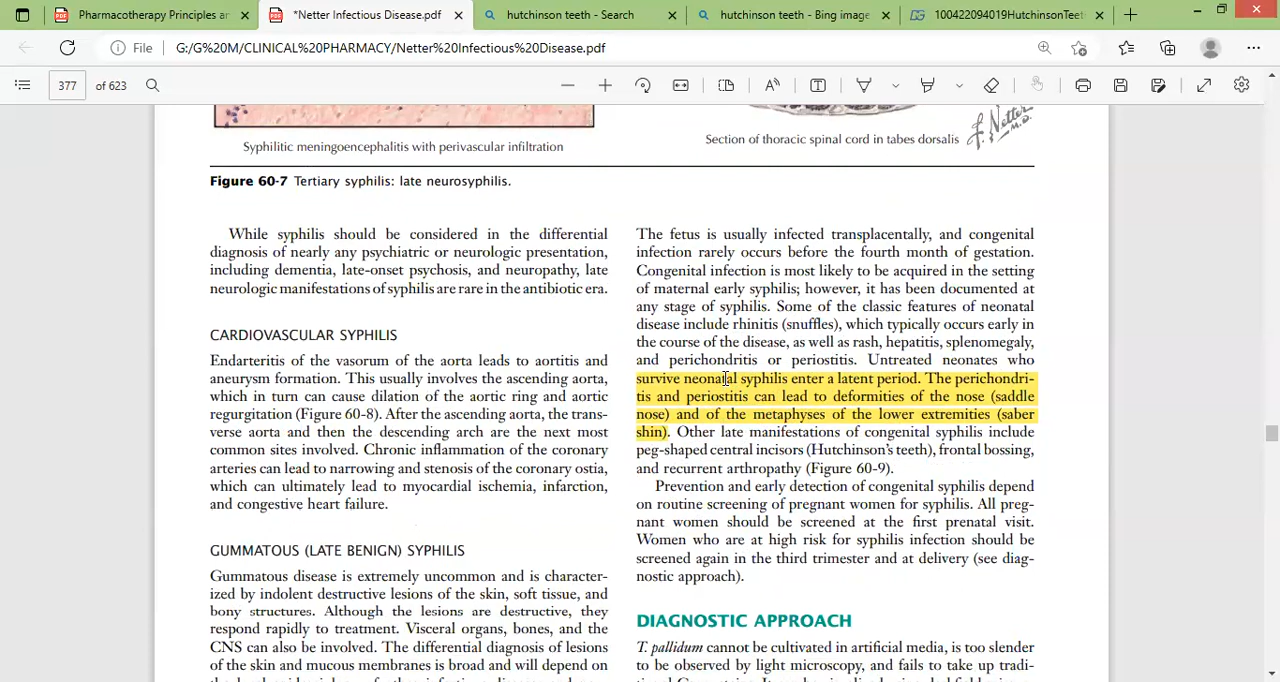 Pharmacotherapy Principles ar
*Netter Infectious Disease.pdf
hutchinson teeth - Search
hutchinson teeth - Bing image
100422094019HutchinsonTeet
File
G:/G%20M/CLINICAL%20PHARMACY/Netter%20Infectious%20Disease.pdf
377
of 623
Syphilitic meningoencephalitis with perivascular infiltration
Section of thoracic spinal cord in tabes dorsalis
F. Netter
M.D.
Figure 60-7 Tertiary syphilis: late neurosyphilis.
While syphilis should be considered in the differential
diagnosis of nearly any psychiatric or neurologic presentation,
including dementia, late-onset psychosis, and neuropathy, late
neurologic manifestations of syphilis are rare in the antibiotic era.
CARDIOVASCULAR SYPHILIS
Endarteritis of the vasorum of the aorta leads to aortitis and
aneurysm formation. This usually involves the ascending aorta,
which in turn can cause dilation of the aortic ring and aortic
regurgitation (Figure 60-8). After the ascending aorta, the trans-
verse aorta and then the descending arch are the next most
common sites involved. Chronic inflammation of the coronary
arteries can lead to narrowing and stenosis of the coronary ostia,
which can ultimately lead to myocardial ischemia, infarction,
and congestive heart failure.
GUMMATOUS (LATE BENIGN) SYPHILIS
Gummatous disease is extremely uncommon and is character-
ized by indolent destructive lesions of the skin, soft tissue, and
bony structures. Although the lesions are destructive, they
respond rapidly to treatment. Visceral organs, bones, and the
CNS can also be involved. The differential diagnosis of lesions
of the skin and mucous membranes is broad and will depend on
The fetus is usually infected transplacentally, and congenital
infection rarely occurs before the fourth month of gestation.
Congenital infection is most likely to be acquired in the setting
of maternal early syphilis; however, it has been documented at
any stage of syphilis. Some of the classic features of neonatal
disease include rhinitis (snuffles), which typically occurs early in
the course of the disease, as well as rash, hepatitis, splenomegaly,
and perichondritis or periostitis. Untreated neonates who
survive neonatal syphilis enter a latent period. The perichondri-
tis and periostitis can lead to deformities of the nose (saddle
nose) and of the metaphyses of the lower extremities (saber
shin). Other late manifestations of congenital syphilis include
peg-shaped central incisors (Hutchinson's teeth), frontal bossing,
and recurrent arthropathy (Figure 60-9).
Prevention and early detection of congenital syphilis depend
on routine screening of pregnant women for syphilis. All preg-
nant women should be screened at the first prenatal visit.
Women who are at high risk for syphilis infection should be
screened again in the third trimester and at delivery (see diag-
nostic approach).
DIAGNOSTIC APPROACH
T. pallidum cannot be cultivated in artificial media, is too slender
to be observed by light microscopy, and fails to take up tradi-